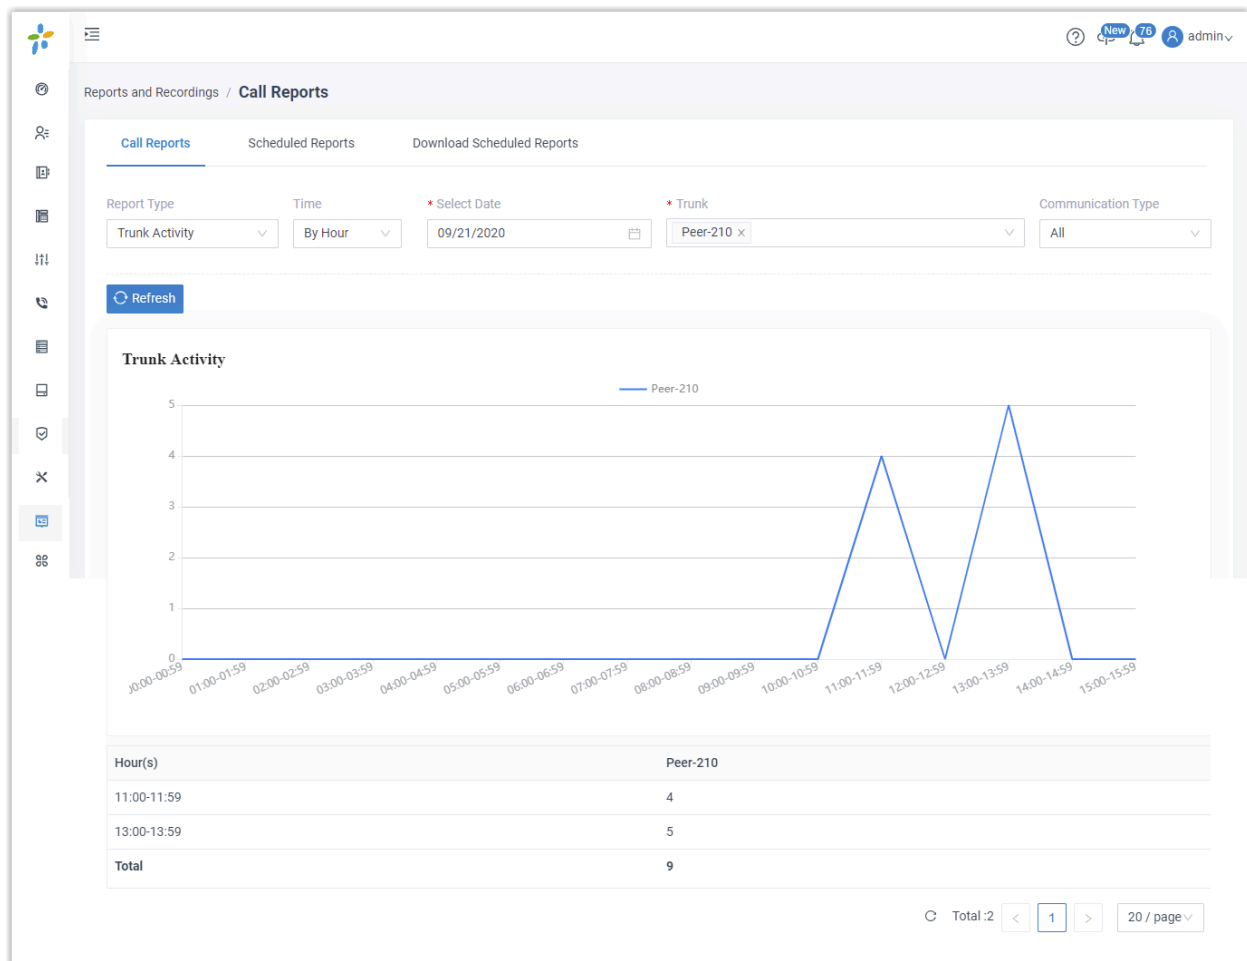 New 76 admin
Reports and Recordings / Call Reports
Call Reports Scheduled Reports Download Scheduled Reports
Report Type Time * Select Date * Trunk Communication Type
Trunk Activity By Hour 09/21/2020 Peer-210 × All
Refresh
Trunk Activity
Peer-210
5
4
3
2
1
0
00:00-00:59 01:00-01:59 02:00-02:59 03:00-03:59 04:00-04:59 05:00-05:59 06:00-06:59 07:00-07:59 08:00-08:59 09:00-09:59 10:00-10:59 11:00-11:59 12:00-12:59 13:00-13:59 14:00-14:59 15:00-15:59
Hour(s) Peer-210
11:00-11:59 4
13:00-13:59 5
Total 9
Total :2 < 1 > 20 / page